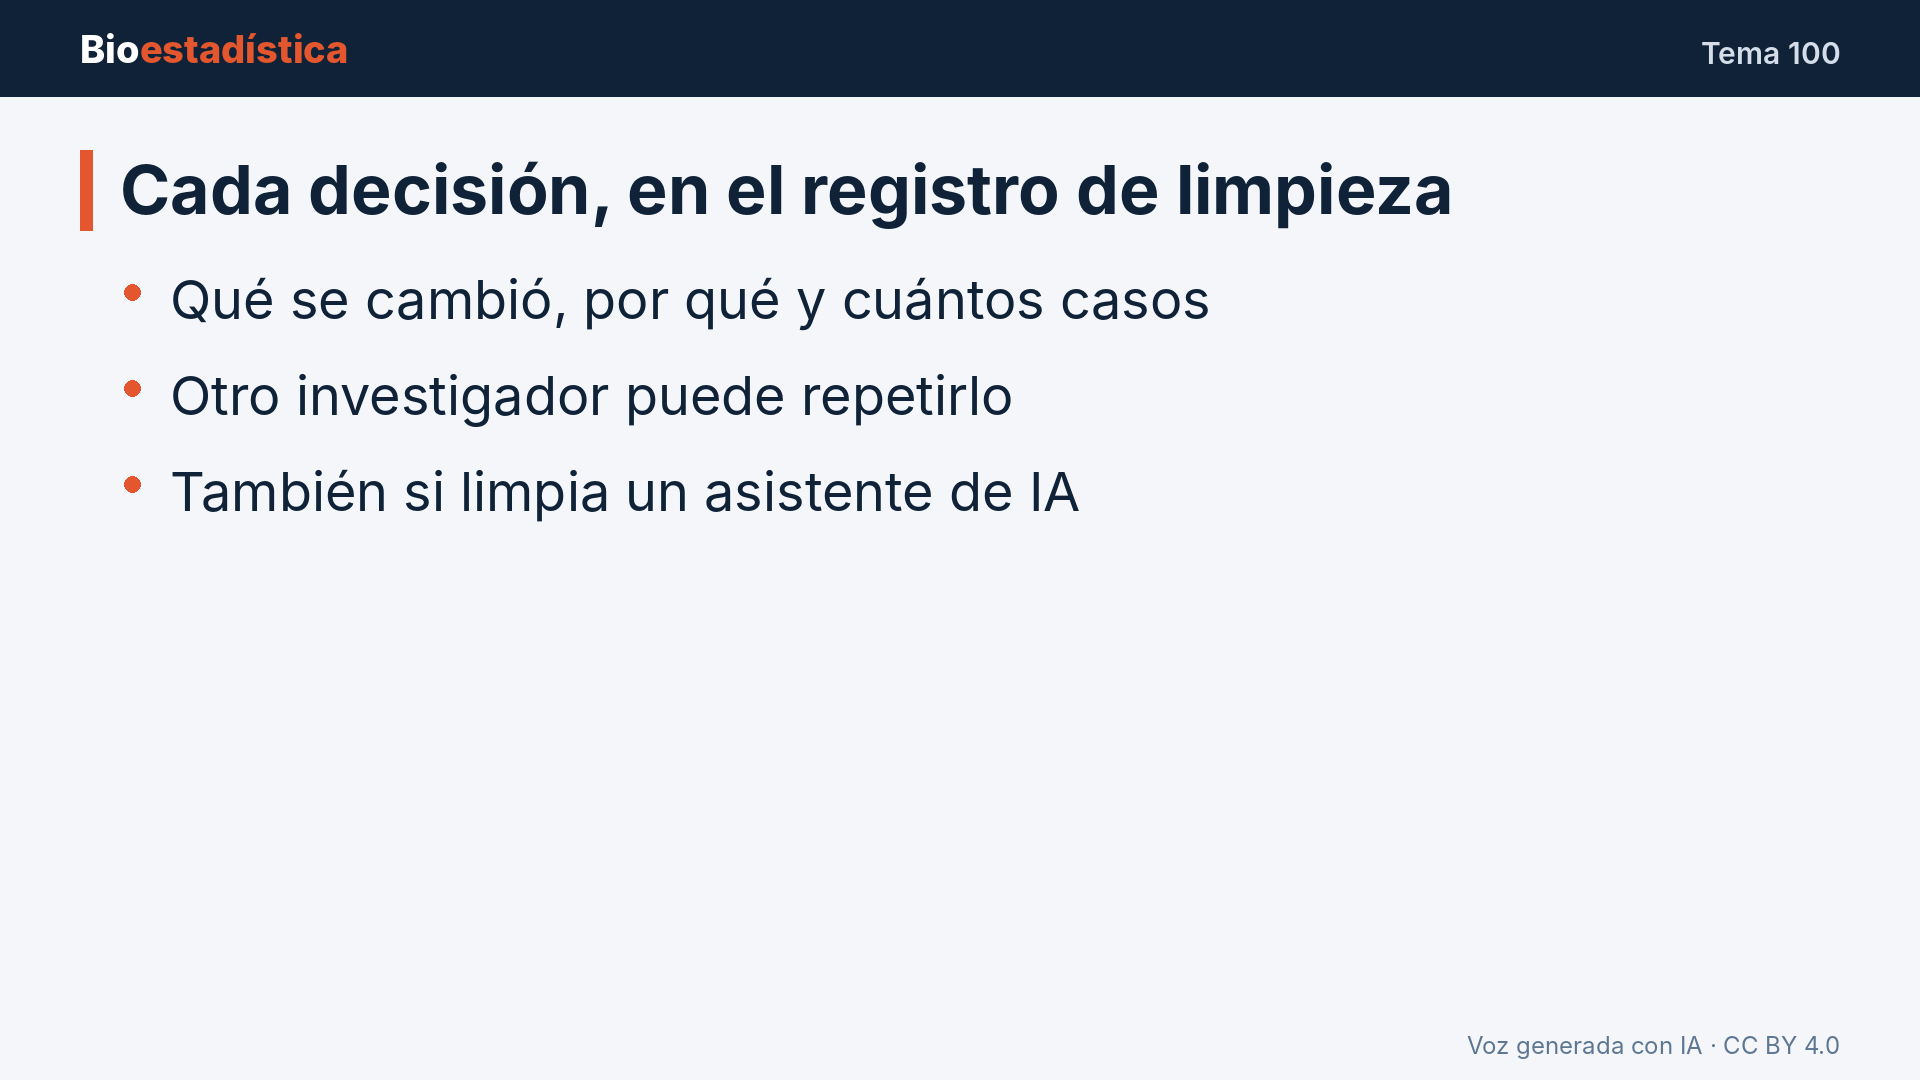 Bioestadística
Tema 100
Cada decisión, en el registro de limpieza
• Qué se cambió, por qué y cuántos casos
• Otro investigador puede repetirlo
• También si limpia un asistente de IA
Voz generada con IA · CC BY 4.0